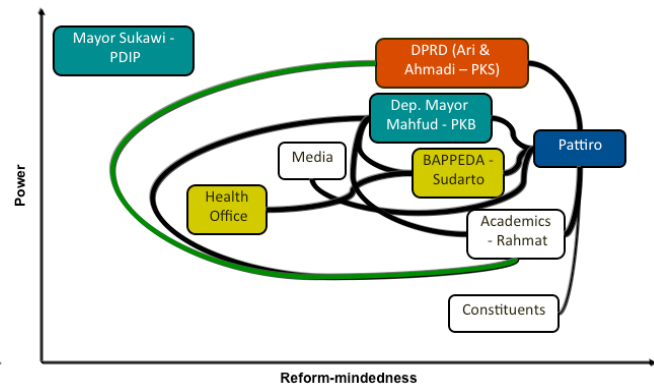 Mayor Sukawi -
PDIP
DPRD (Ari &
Ahmadi – PKS)
Dep. Mayor
Mahfud - PKB
Pattiro
Media
BAPPEDA -
Sudarto
Health
Office
Academics
- Rahmat
Constituents
Power
Reform-mindedness